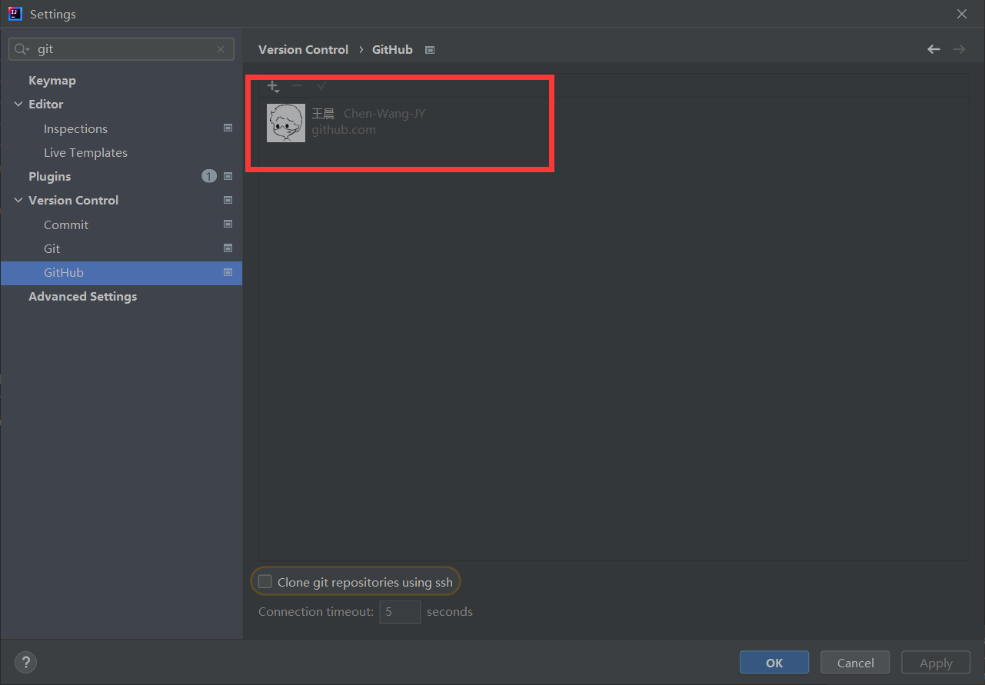 Settings
git
Keymap
Editor
Inspections
Live Templates
Plugins 1
Version Control
Commit
Git
GitHub
Advanced Settings
Version Control › GitHub
王晨 Chen-Wang-JY
github.com
Clone git repositories using ssh
Connection timeout: 5 seconds
? OK Cancel Apply